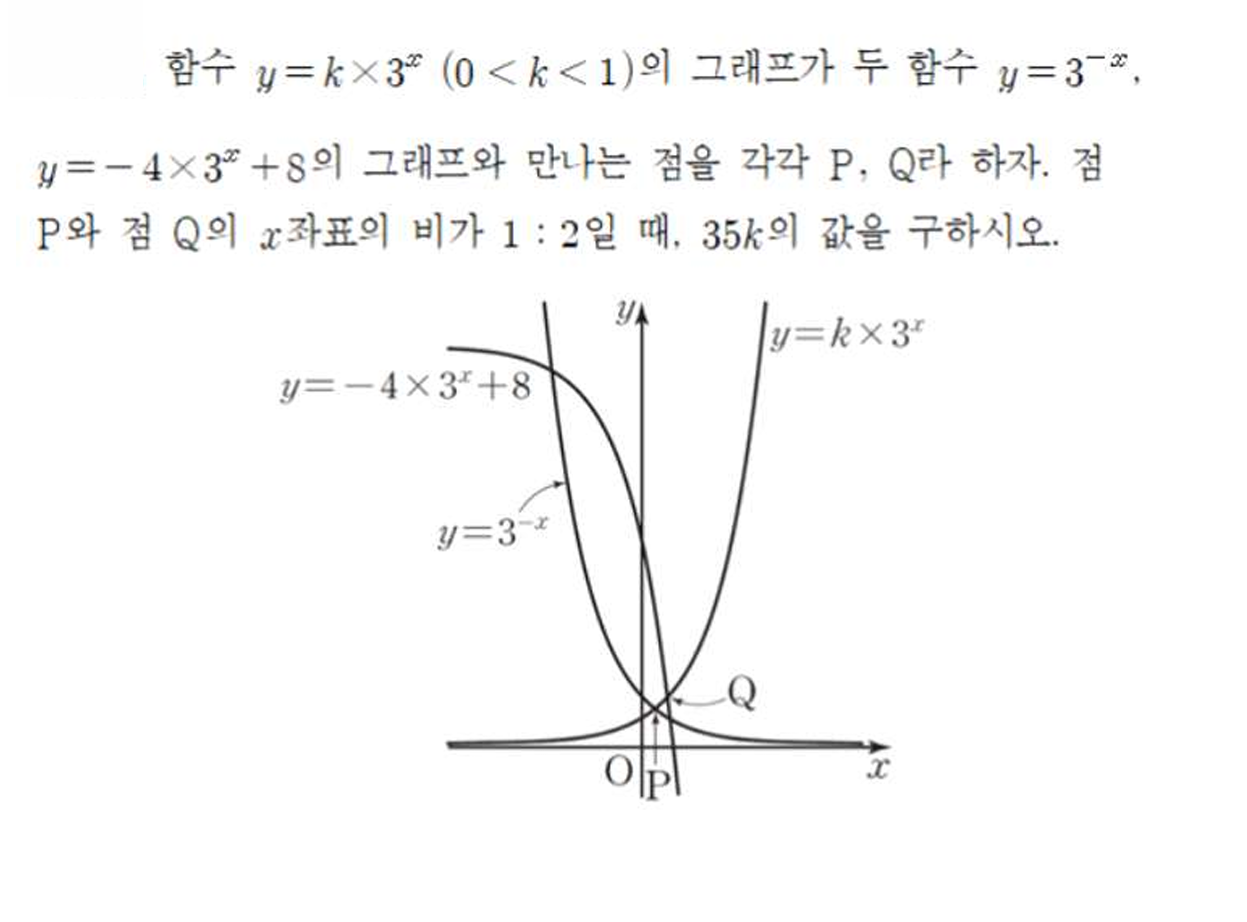 함수 y=k×3^x (0<k<1)의 그래프가 두 함수 y=3^{-x},
y=-4×3^x+8의 그래프와 만나는 점을 각각 P, Q라 하자. 점
P와 점 Q의 x좌표의 비가 1 : 2일 때, 35k의 값을 구하시오.
y
y=k×3^x
y=-4×3^x+8
y=3^{-x}
Q
O
P
x